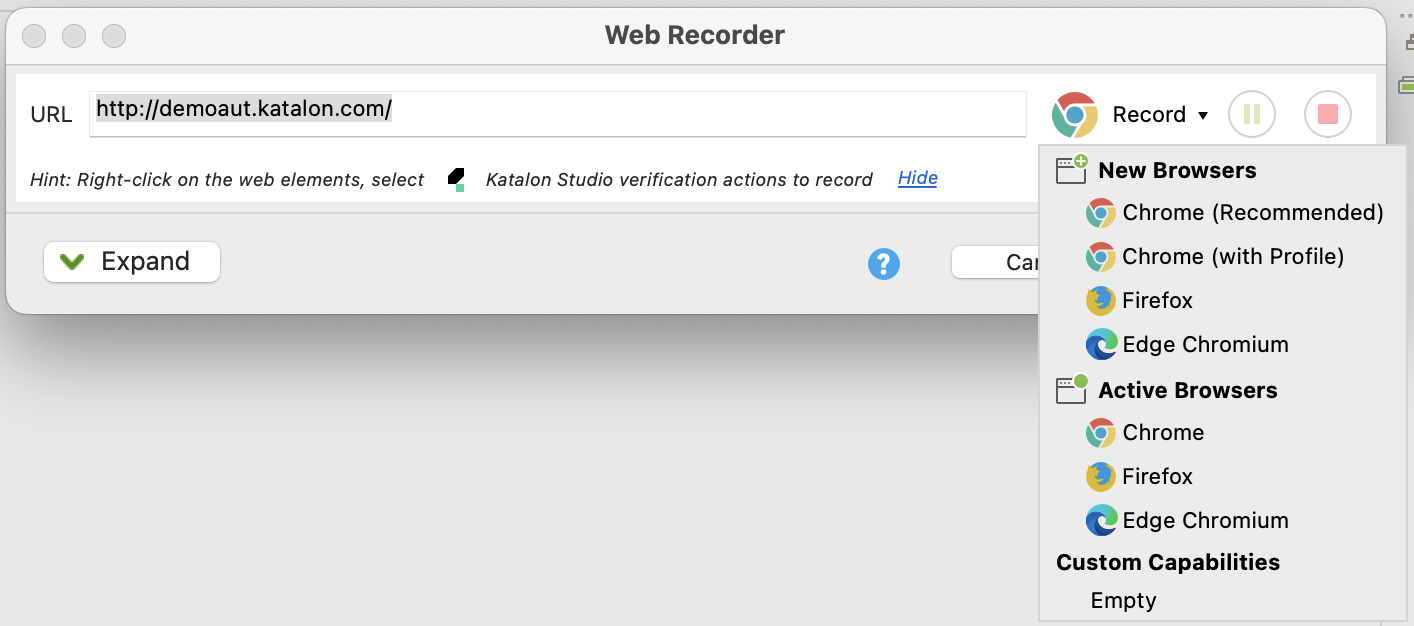 Web Recorder
URL http://demoaut.katalon.com/ Record
Hint: Right-click on the web elements, select Katalon Studio verification actions to record Hide
Expand ? Can
New Browsers
Chrome (Recommended)
Chrome (with Profile)
Firefox
Edge Chromium
Active Browsers
Chrome
Firefox
Edge Chromium
Custom Capabilities
Empty